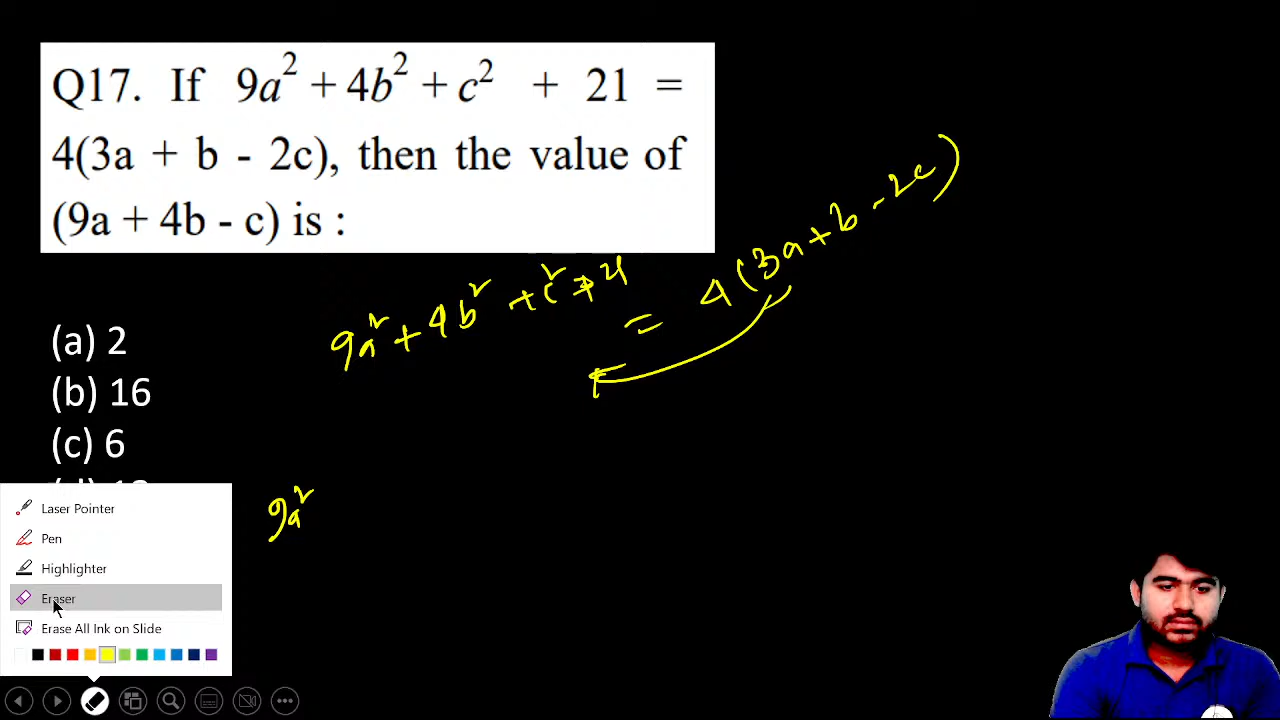 Q17. If 9a² + 4b² + c² + 21 =
4(3a + b - 2c), then the value of
(9a + 4b - c) is :
9a² + 4b² + c² + 21 = 4(3a + b - 2c)
(a) 2
(b) 16
(c) 6
9a²
Laser Pointer
Pen
Highlighter
Eraser
Erase All Ink on Slide